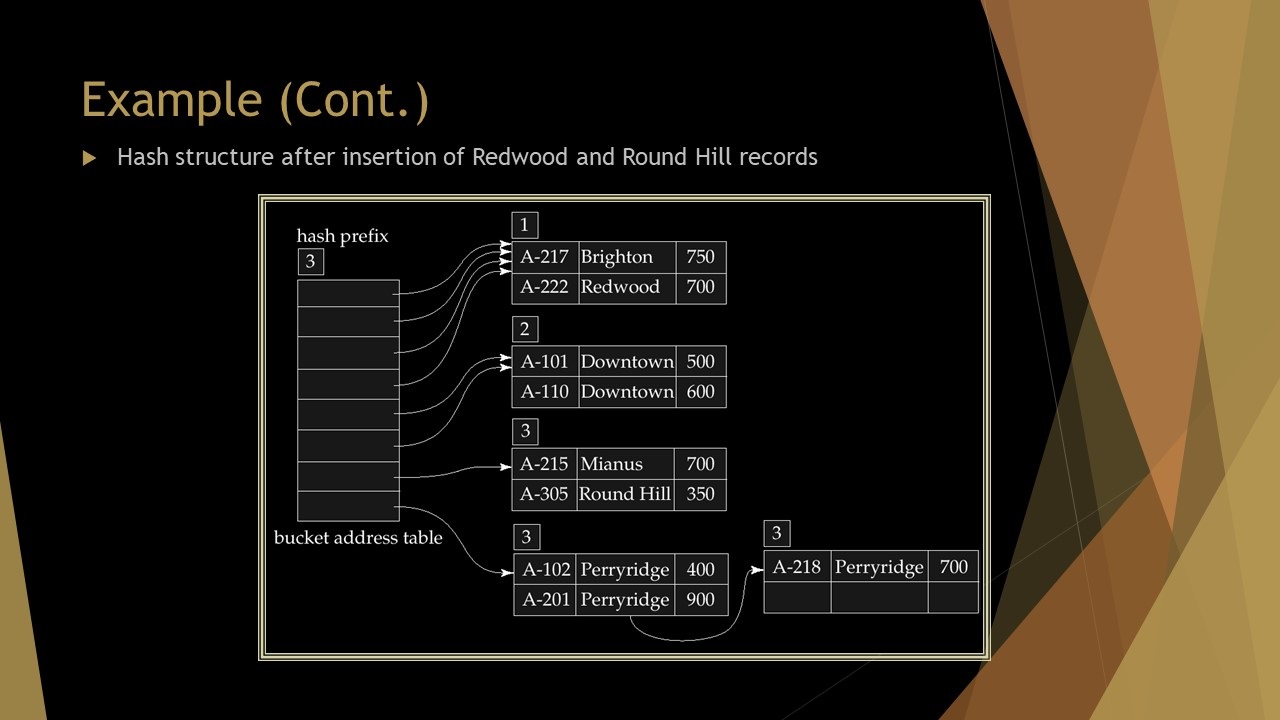 Example (Cont.)
Hash structure after insertion of Redwood and Round Hill records
hash prefix
3
bucket address table
1
A-217 Brighton 750
A-222 Redwood 700
2
A-101 Downtown 500
A-110 Downtown 600
3
A-215 Mianus 700
A-305 Round Hill 350
3
A-102 Perryridge 400
A-201 Perryridge 900
3
A-218 Perryridge 700